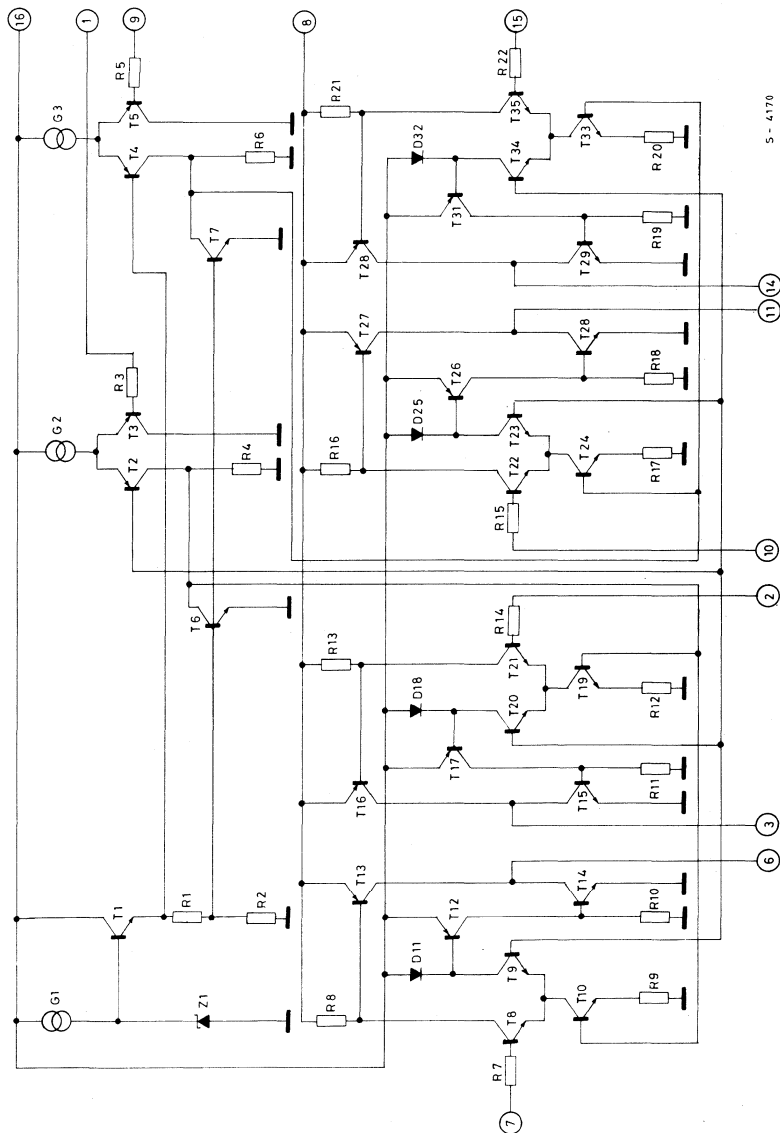 16
1
9
8
15
G3
R5
T5
T4
R6
T7
R21
R22
T35
D32
T34
T33
R20
T31
R19
T28
T29
14
T27
11
T28
T26
R18
R3
G2
T3
T2
R4
D25
R16
T23
T24
T22
R17
R15
10
T6
2
R14
R13
T21
D18
T20
T19
R12
T17
R11
T16
T15
3
T13
6
T14
T12
R10
T1
R1
R2
G1
Z1
D11
R8
T9
T10
T8
R9
R7
7
S - 4170